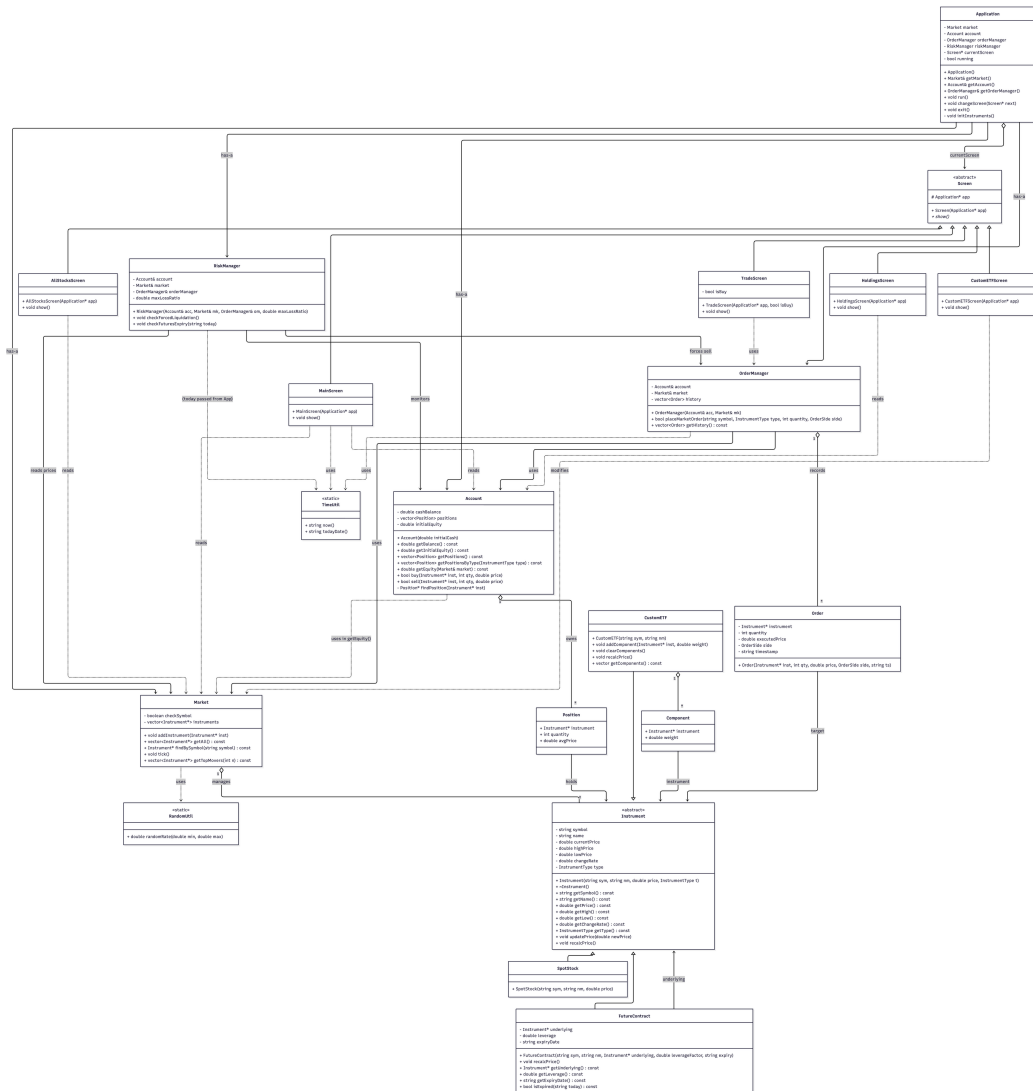 Application
- Market market
- Account account
- OrderManager orderManager
- RiskManager riskManager
- Screen* currentScreen
- bool running
+ Application()
+ Market& getMarket()
+ Account& getAccount()
+ OrderManager& getOrderManager()
+ void run()
+ void changeScreen(Screen* next)
+ void exit()
- void initInstruments()
has-a
currentScreen
has-a
«abstract»
Screen
# Application* app
+ Screen(Application* app)
+ show()
has-a
has-a
AllStocksScreen
+ AllStocksScreen(Application* app)
+ void show()
RiskManager
- Account& account
- Market& market
- OrderManager& orderManager
- double maxLossRatio
+ RiskManager(Account& acc, Market& mk, OrderManager& om, double maxLossRatio)
+ void checkForcedLiquidation()
+ void checkFuturesExpiry(string today)
TradeScreen
- bool isBuy
+ TradeScreen(Application* app, bool isBuy)
+ void show()
HoldingsScreen
+ HoldingsScreen(Application* app)
+ void show()
CustomETFScreen
+ CustomETFScreen(Application* app)
+ void show()
forces sell
uses
MainScreen
+ MainScreen(Application* app)
+ void show()
OrderManager
- Account& account
- Market& market
- vector<Order> history
+ OrderManager(Account& acc, Market& mk)
+ bool placeMarketOrder(string symbol, InstrumentType type, int quantity, OrderSide side)
+ vector<Order> getHistory() : const
(today passed from App)
monitors
reads
reads prices
reads
uses
uses
reads
uses
modifies
records
1
«static»
TimeUtil
+ string now()
+ string todayDate()
Account
- double cashBalance
- vector<Position> positions
- double initialEquity
+ Account(double initialCash)
+ double getBalance() : const
+ double getInitialEquity() : const
+ vector<Position> getPositions() : const
+ vector<Position> getPositionsByType(InstrumentType type) : const
+ double getEquity(Market& market) : const
+ bool buy(Instrument* inst, int qty, double price)
+ bool sell(Instrument* inst, int qty, double price)
- Position* findPosition(Instrument* inst)
reads
uses
uses in getEquity()
1
owns
*
CustomETF
+ CustomETF(string sym, string nm)
+ void addComponent(Instrument* inst, double weight)
+ void clearComponents()
+ void recalcPrice()
+ vector getComponents() : const
1
*
*
Order
- Instrument* instrument
- int quantity
- double executedPrice
- OrderSide side
- string timestamp
+ Order(Instrument* inst, int qty, double price, OrderSide side, string ts)
Market
- boolean checkSymbol
- vector<Instrument*> instruments
+ void addInstrument(Instrument* inst)
+ vector<Instrument*> getAll() : const
+ Instrument* findBySymbol(string symbol) : const
+ void tick()
+ vector<Instrument*> getTopMovers(int n) : const
Position
+ Instrument* instrument
+ int quantity
+ double avgPrice
Component
+ Instrument* instrument
+ double weight
target
uses
1
manages
holds
instrument
*
«static»
RandomUtil
+ double randomRate(double min, double max)
«abstract»
Instrument
- string symbol
- string name
- double currentPrice
- double highPrice
- double lowPrice
- double changeRate
- InstrumentType type
+ Instrument(string sym, string nm, double price, InstrumentType t)
+ ~Instrument()
+ string getSymbol() : const
+ string getName() : const
+ double getPrice() : const
+ double getHigh() : const
+ double getLow() : const
+ double getChangeRate() : const
+ InstrumentType getType() : const
+ void updatePrice(double newPrice)
+ void recalcPrice()
SpotStock
+ SpotStock(string sym, string nm, double price)
underlying
FutureContract
- Instrument* underlying
- double leverage
- string expiryDate
+ FutureContract(string sym, string nm, Instrument* underlying, double leverageFactor, string expiry)
+ void recalcPrice()
+ Instrument* getUnderlying() : const
+ double getLeverage() : const
+ string getExpiryDate() : const
+ bool isExpired(string today) : const